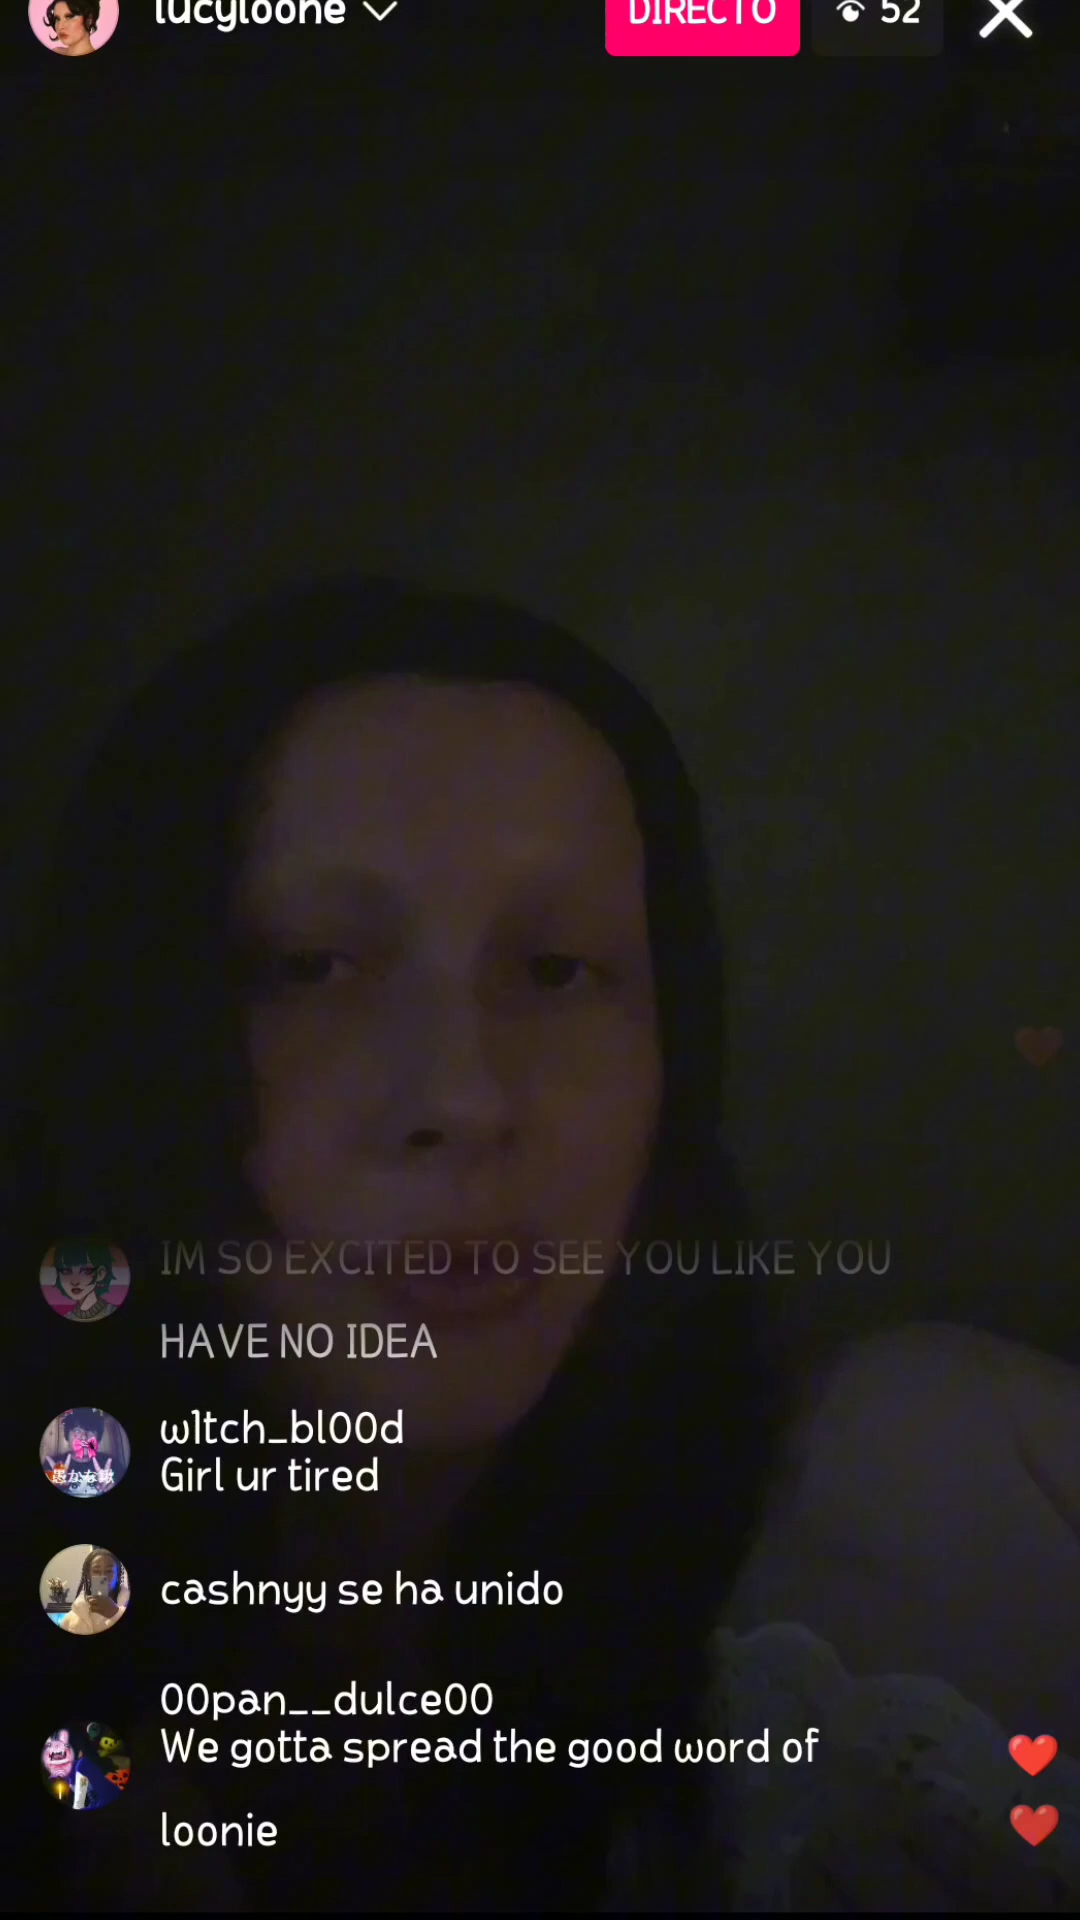 lucyloone
DIRECTO
52
IM SO EXCITED TO SEE YOU LIKE YOU
HAVE NO IDEA
w1tch_bl00d
Girl ur tired
cashnyy se ha unido
00pan__dulce00
We gotta spread the good word of
loonie